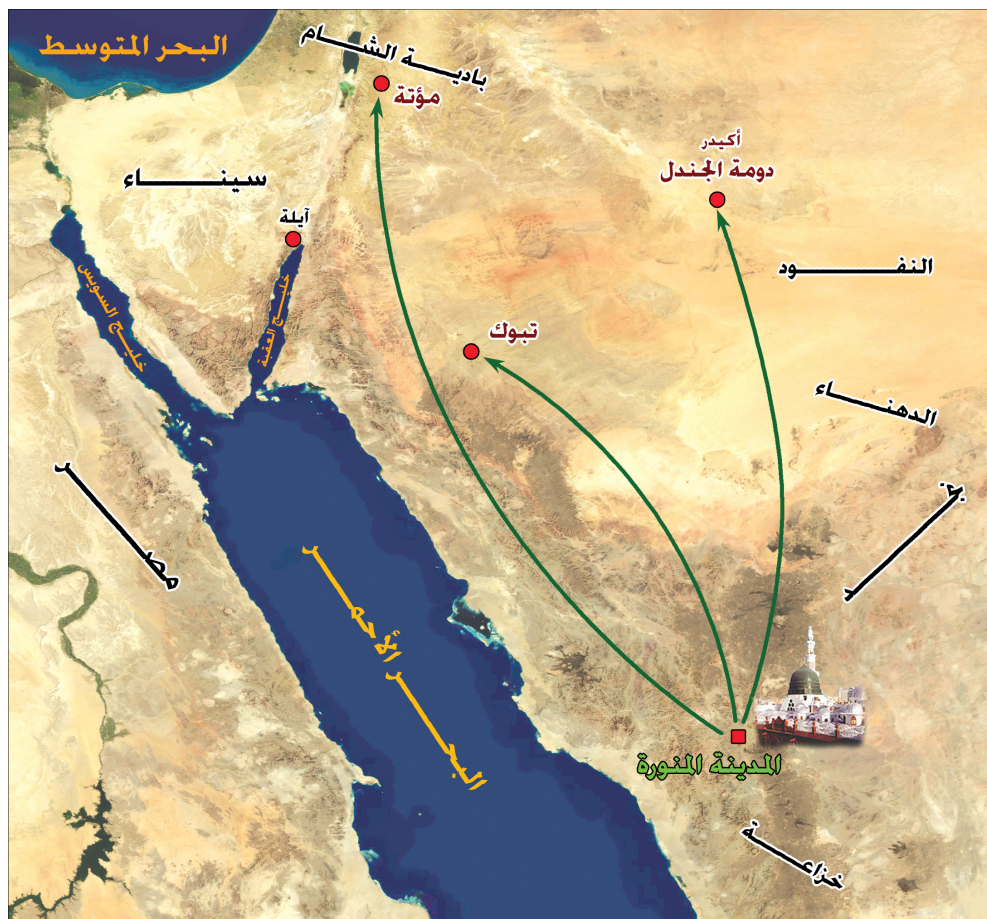 البحر المتوسط
بادية الشام
مؤتة
أكيدر
دومة الجندل
سيناء
آيلة
النفود
خليج السويس
خليج العقبة
تبوك
الدهناء
نجد
مصر
البحر الأحمر
المدينة المنورة
خزاعة